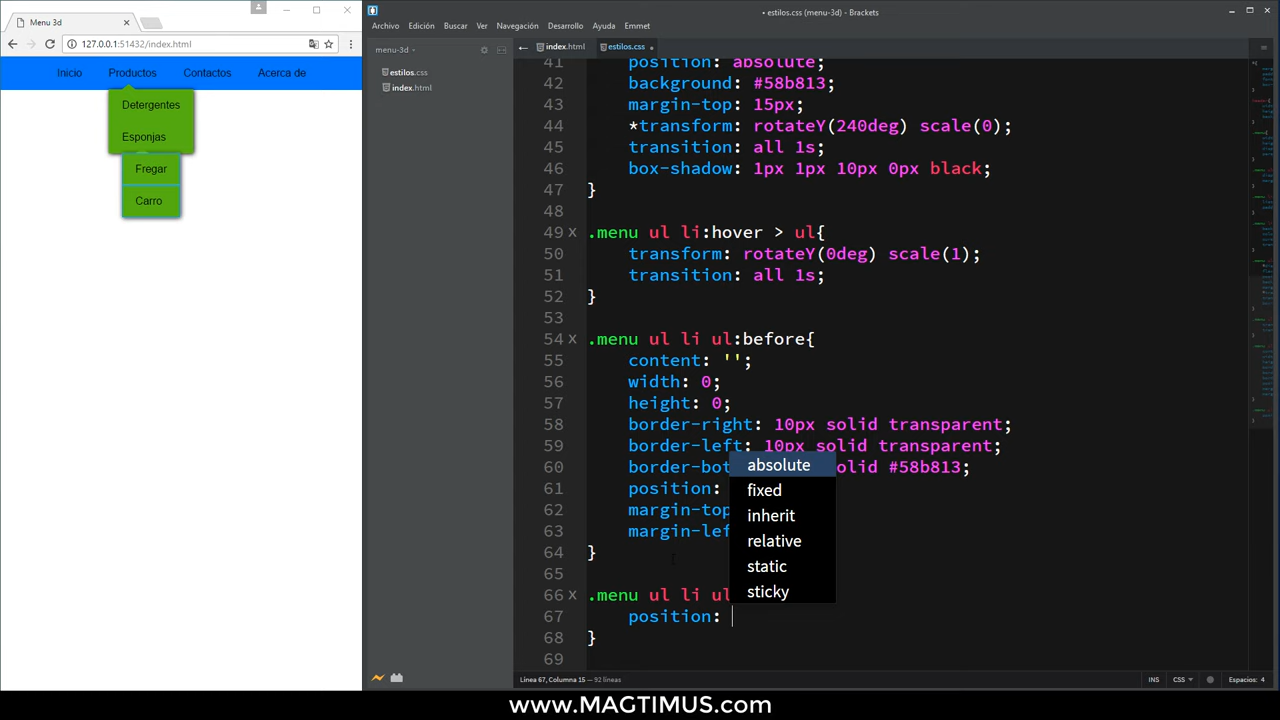 Menu 3d
127.0.0.1:51432/index.html
Inicio Productos Contactos Acerca de
Detergentes
Esponjas
Fregar
Carro
• estilos.css (menu-3d) - Brackets
Archivo Edición Buscar Ver Navegación Desarrollo Ayuda Emmet
menu-3d
estilos.css
index.html
index.html estilos.css •
41 position: absolute;
42 background: #58b813;
43 margin-top: 15px;
44 *transform: rotateY(240deg) scale(0);
45 transition: all 1s;
46 box-shadow: 1px 1px 10px 0px black;
47 }
48
49 .menu ul li:hover > ul{
50 transform: rotateY(0deg) scale(1);
51 transition: all 1s;
52 }
53
54 .menu ul li ul:before{
55 content: '';
56 width: 0;
57 height: 0;
58 border-right: 10px solid transparent;
59 border-left: 10px solid transparent;
60 border-bot olid #58b813;
61 position:
62 margin-top
63 margin-lef
64 }
65
66 .menu ul li ul
67 position:
68 }
69
absolute
fixed
inherit
relative
static
sticky
Línea 67, Columna 15 — 92 líneas
INS CSS Espacios: 4
www.MAGTIMUS.com